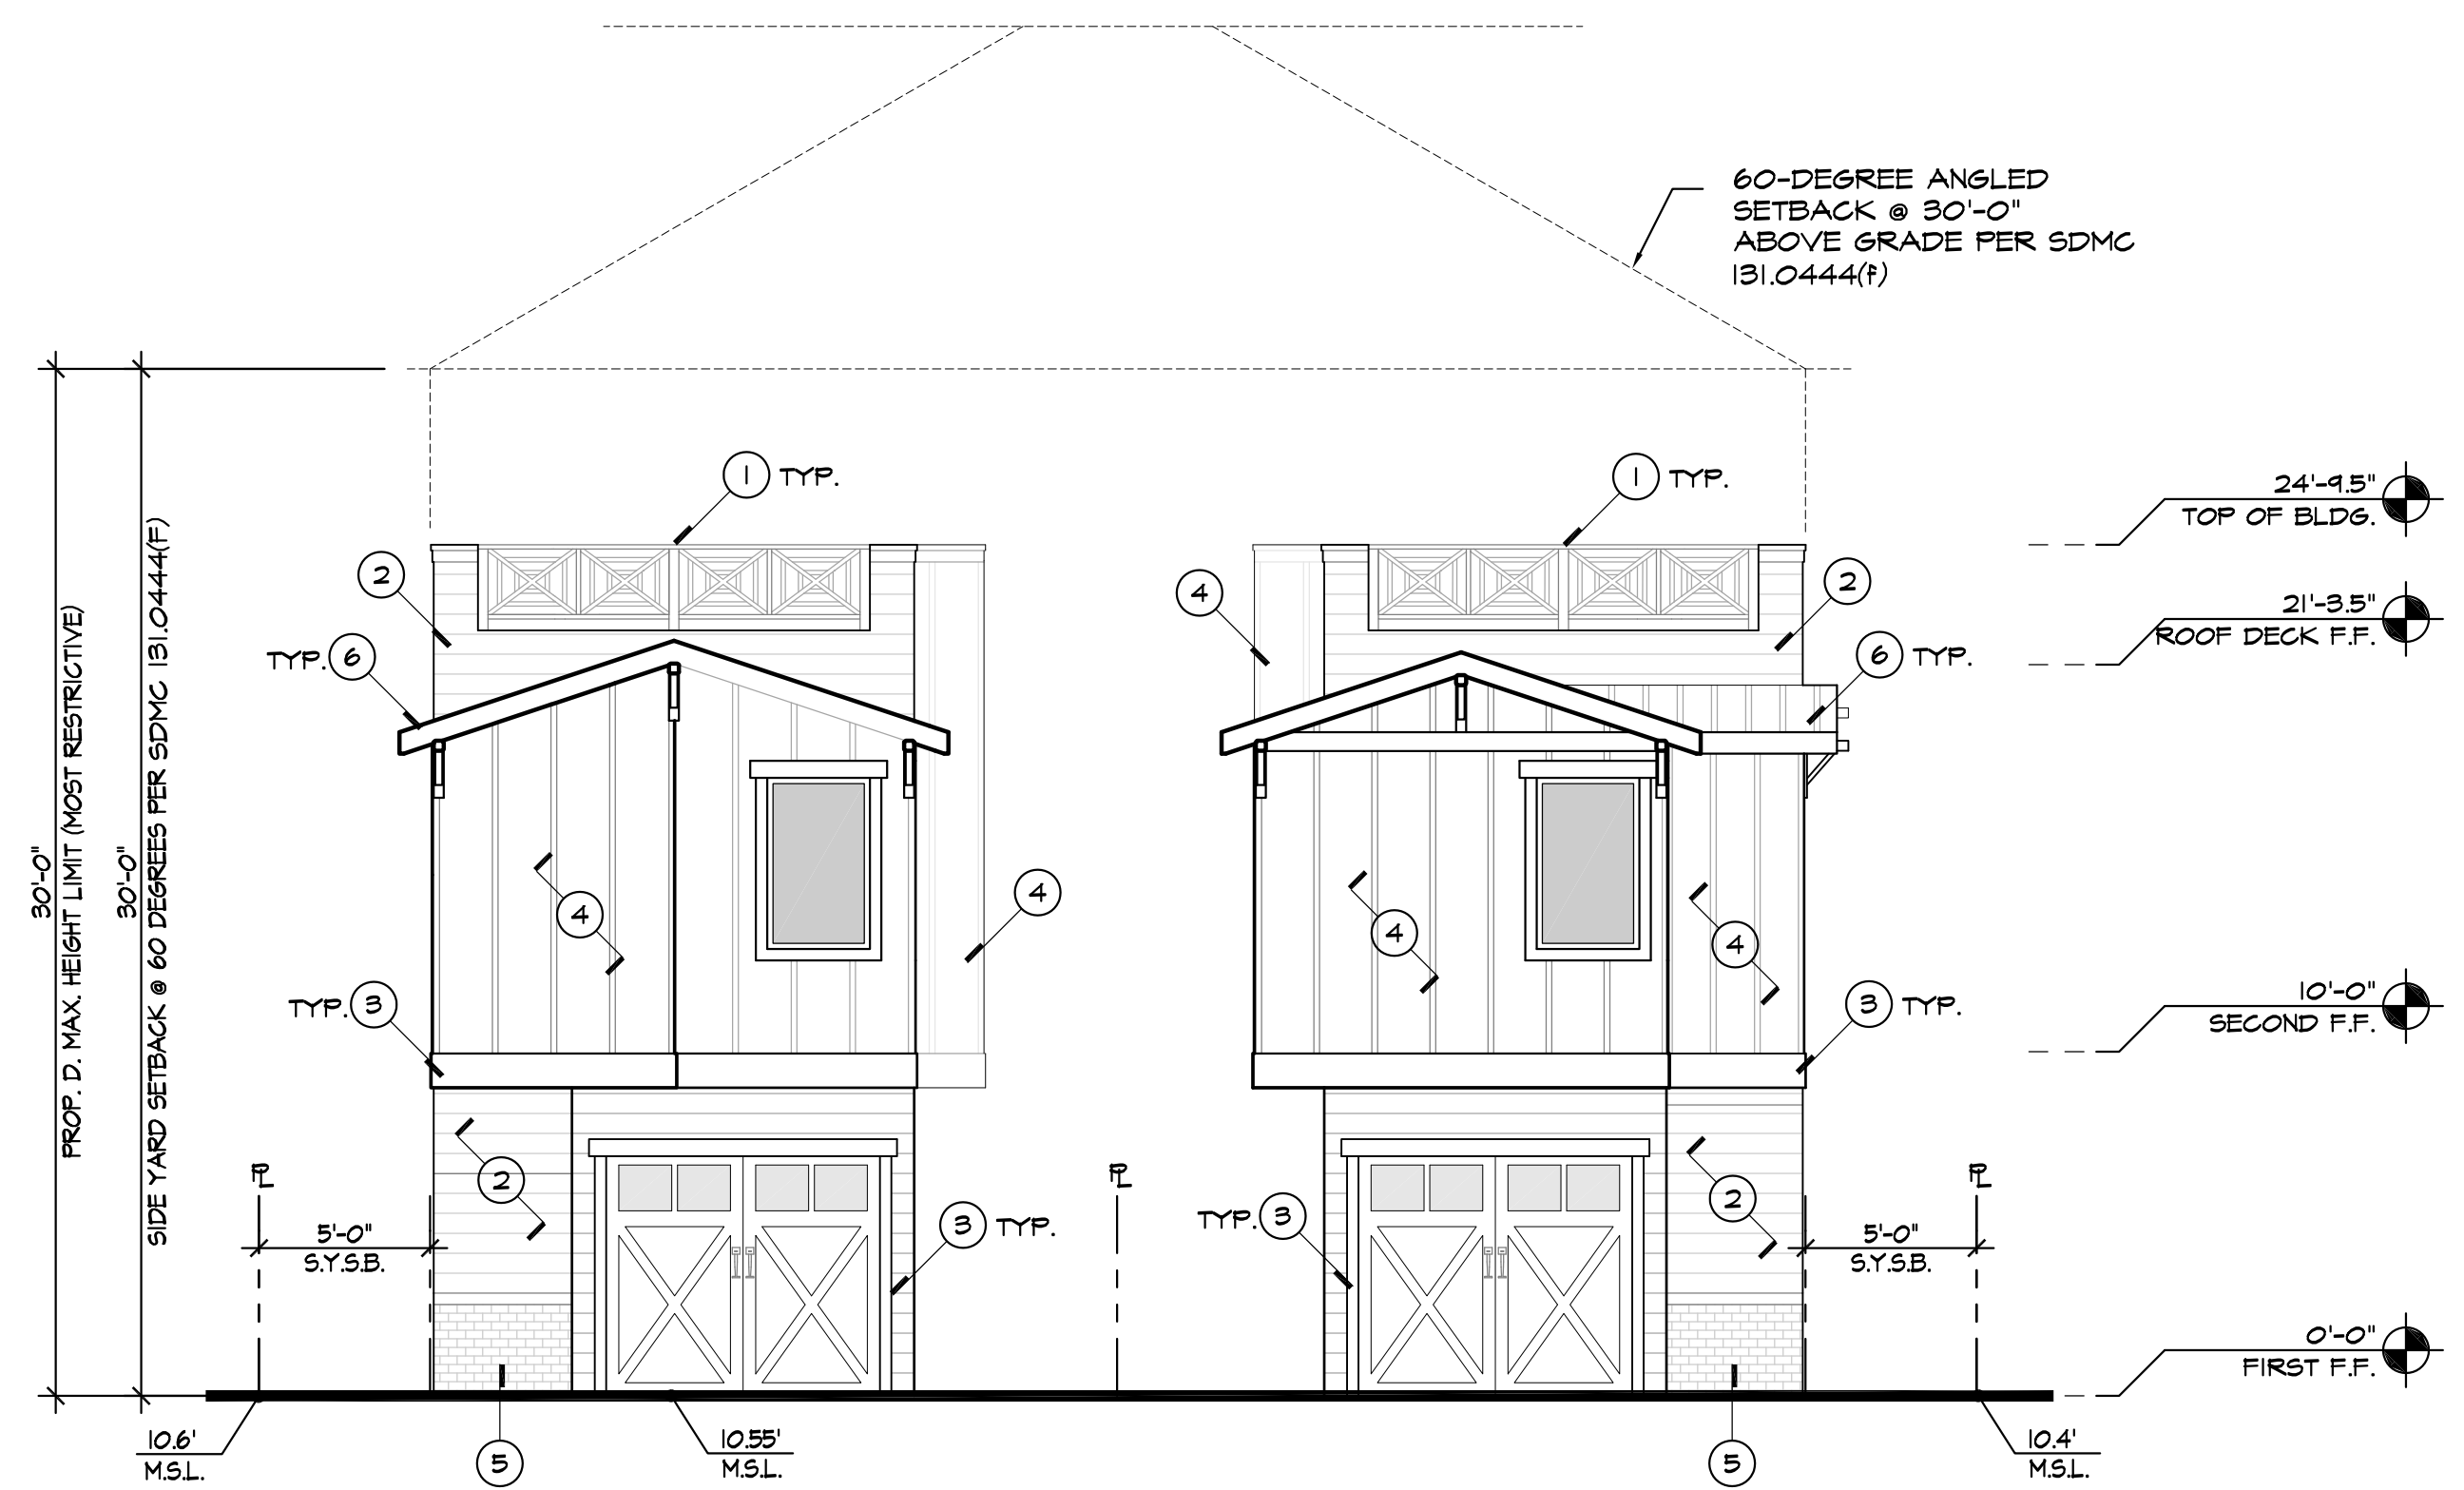 60-DEGREE ANGLED
SETBACK @ 30'-0"
ABOVE GRADE PER SDMC
131.0444(f)
30'-0"
PROP. D. MAX. HEIGHT LIMIT (MOST RESTRICTIVE)
30'-0"
SIDE YARD SETBACK @ 60 DEGREES PER SDMC 131.0444(F)
1 TYP.
1 TYP.
24'-9.5"
TOP OF BLDG.
2
4
2
21'-3.5"
ROOF DECK F.F.
TYP. 6
6 TYP.
4
4
4
4
TYP. 3
3 TYP.
10'-0"
SECOND F.F.
PL
PL
PL
2
2
3 TYP.
TYP. 3
5'-0"
S.Y.S.B.
5'-0"
S.Y.S.B.
0'-0"
FIRST F.F.
10.6'
M.S.L.
5
10.55'
M.S.L.
5
10.4'
M.S.L.